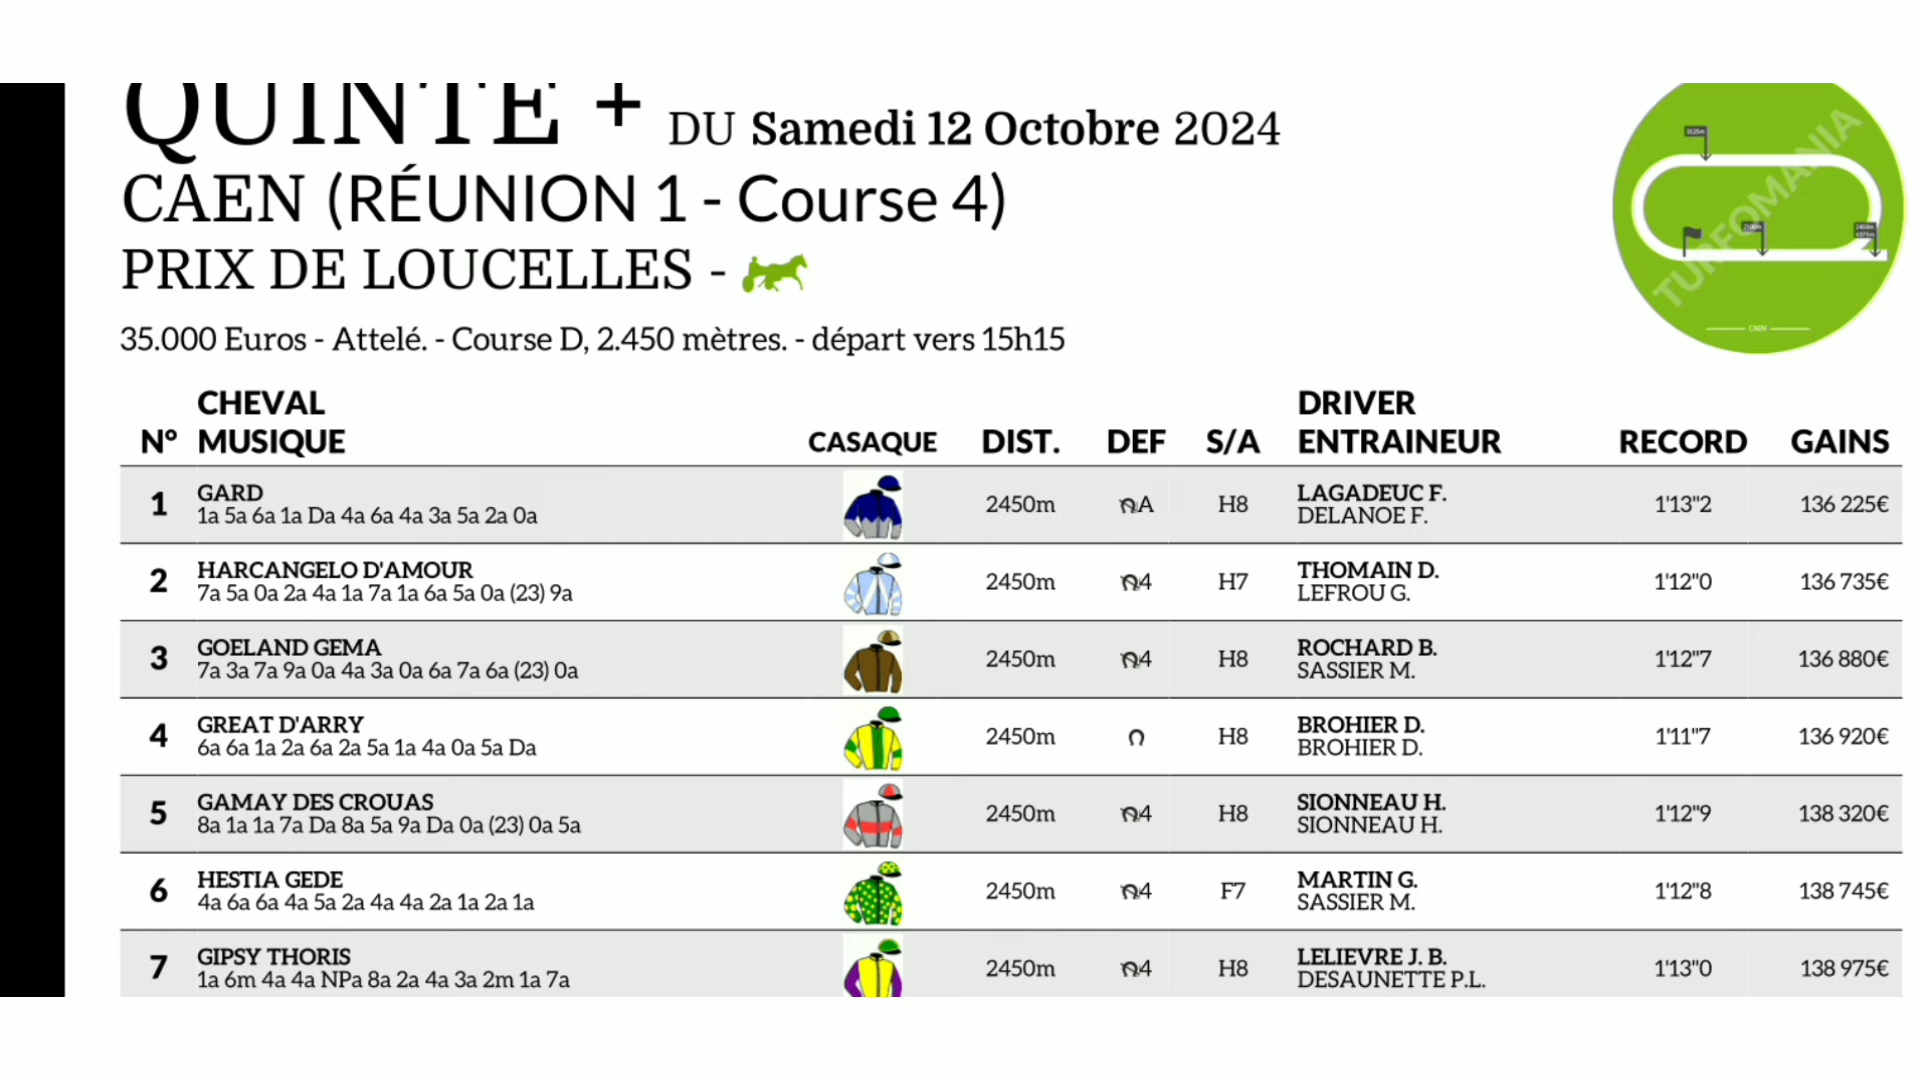 QUINTÉ + DU Samedi 12 Octobre 2024
CAEN (RÉUNION 1 - Course 4)
PRIX DE LOUCELLES -
35.000 Euros - Attelé. - Course D, 2.450 mètres. - départ vers 15h15
TURFOMANIA
CAEN
N° CHEVAL MUSIQUE CASAQUE DIST. DEF S/A DRIVER ENTRAINEUR RECORD GAINS
1 GARD 2450m A H8 LAGADEUC F. 1'13"2 136 225€
1a 5a 6a 1a Da 4a 6a 4a 3a 5a 2a 0a DELANOE F.
2 HARCANGELO D'AMOUR 2450m 4 H7 THOMAIN D. 1'12"0 136 735€
7a 5a 0a 2a 4a 1a 7a 1a 6a 5a 0a (23) 9a LEFROU G.
3 GOELAND GEMA 2450m 4 H8 ROCHARD B. 1'12"7 136 880€
7a 3a 7a 9a 0a 4a 3a 0a 6a 7a 6a (23) 0a SASSIER M.
4 GREAT D'ARRY 2450m H8 BROHIER D. 1'11"7 136 920€
6a 6a 1a 2a 6a 2a 5a 1a 4a 0a 5a Da BROHIER D.
5 GAMAY DES CROUAS 2450m 4 H8 SIONNEAU H. 1'12"9 138 320€
8a 1a 1a 7a Da 8a 5a 9a Da 0a (23) 0a 5a SIONNEAU H.
6 HESTIA GEDE 2450m 4 F7 MARTIN G. 1'12"8 138 745€
4a 6a 6a 4a 5a 2a 4a 4a 2a 1a 2a 1a SASSIER M.
7 GIPSY THORIS 2450m 4 H8 LELIEVRE J. B. 1'13"0 138 975€
1a 6m 4a 4a NPa 8a 2a 4a 3a 2m 1a 7a DESAUNETTE P.L.